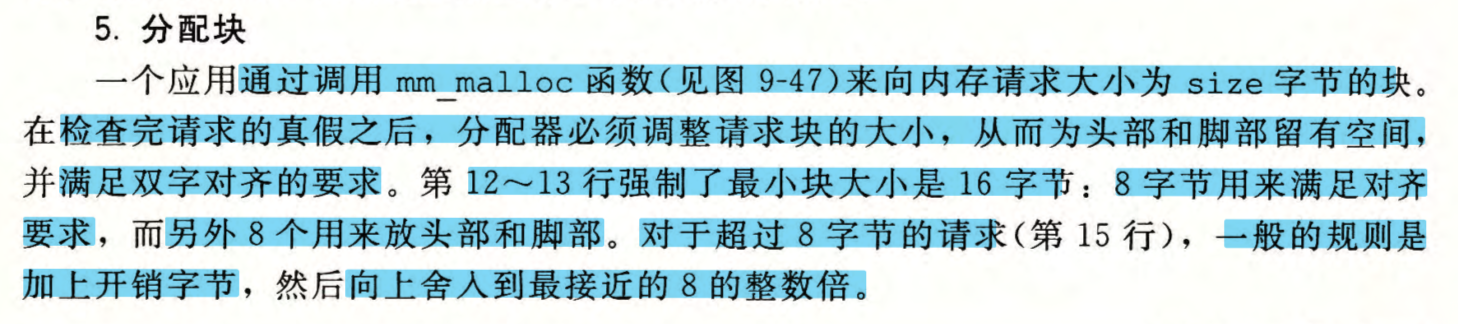 5. 分配块
一个应用通过调用 mm_malloc 函数(见图 9-47)来向内存请求大小为 size 字节的块。
在检查完请求的真假之后，分配器必须调整请求块的大小，从而为头部和脚部留有空间，
并满足双字对齐的要求。第 12～13 行强制了最小块大小是 16 字节：8 字节用来满足对齐
要求，而另外 8 个用来放头部和脚部。对于超过 8 字节的请求(第 15 行)，一般的规则是
加上开销字节，然后向上舍入到最接近的 8 的整数倍。